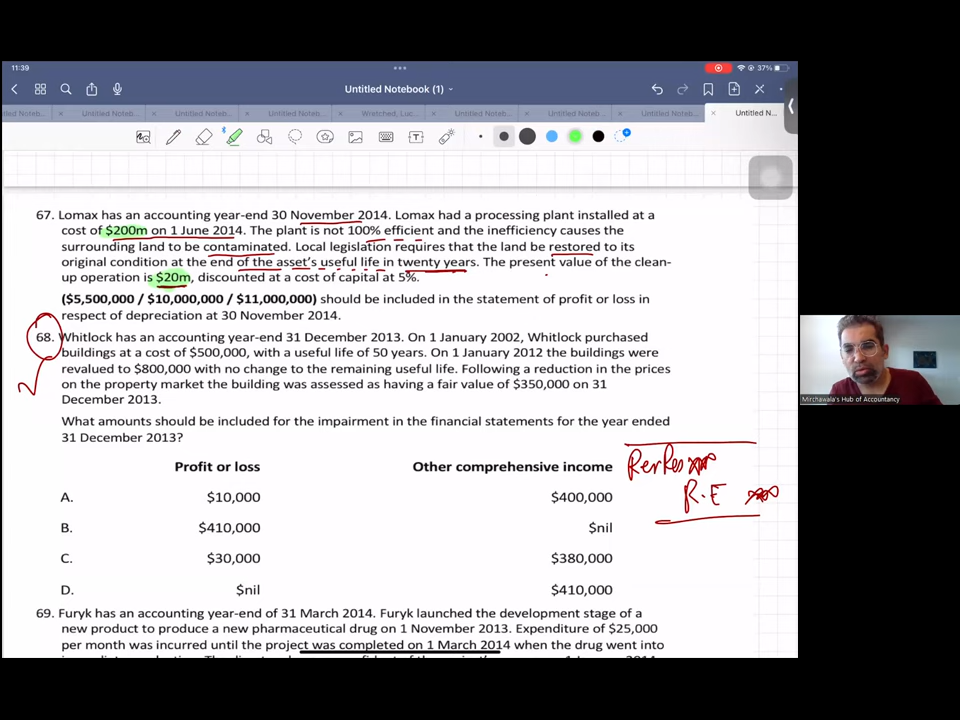 11:39
37%
Untitled Notebook (1)
Untitled Noteb...
Untitled Noteb...
Wretched, Luc...
Untitled Noteb...
Untitled Noteb...
Untitled N...
67. Lomax has an accounting year-end 30 November 2014. Lomax had a processing plant installed at a
cost of $200m on 1 June 2014. The plant is not 100% efficient and the inefficiency causes the
surrounding land to be contaminated. Local legislation requires that the land be restored to its
original condition at the end of the asset's useful life in twenty years. The present value of the clean-
up operation is $20m, discounted at a cost of capital at 5%.
($5,500,000 / $10,000,000 / $11,000,000) should be included in the statement of profit or loss in
respect of depreciation at 30 November 2014.
68. Whitlock has an accounting year-end 31 December 2013. On 1 January 2002, Whitlock purchased
buildings at a cost of $500,000, with a useful life of 50 years. On 1 January 2012 the buildings were
revalued to $800,000 with no change to the remaining useful life. Following a reduction in the prices
on the property market the building was assessed as having a fair value of $350,000 on 31
December 2013.
What amounts should be included for the impairment in the financial statements for the year ended
31 December 2013?
Profit or loss Other comprehensive income
A. $10,000 $400,000
B. $410,000 $nil
C. $30,000 $380,000
D. $nil $410,000
R.E
69. Furyk has an accounting year-end of 31 March 2014. Furyk launched the development stage of a
new product to produce a new pharmaceutical drug on 1 November 2013. Expenditure of $25,000
per month was incurred until the project was completed on 1 March 2014 when the drug went into
Mirchawala's Hub of Accountancy